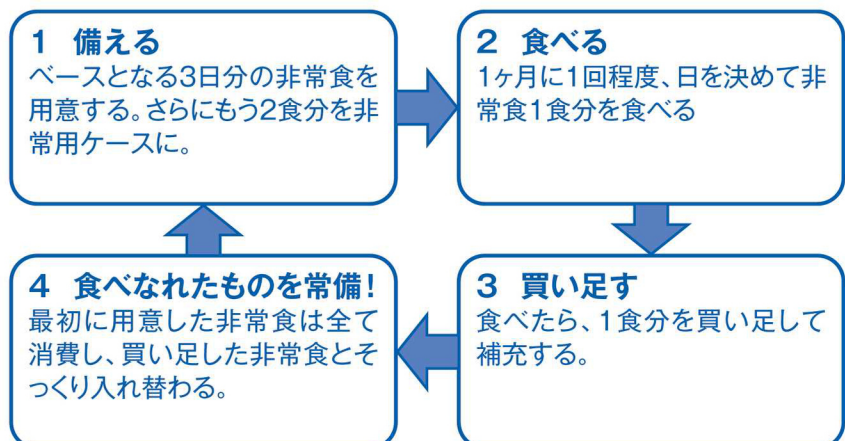 1 備える
ベースとなる3日分の非常食を
用意する。さらにもう2食分を非
常用ケースに。
2 食べる
1ヶ月に1回程度、日を決めて非
常食1食分を食べる
3 買い足す
食べたら、1食分を買い足して
補充する。
4 食べなれたものを常備！
最初に用意した非常食は全て
消費し、買い足した非常食とそ
っくり入れ替わる。